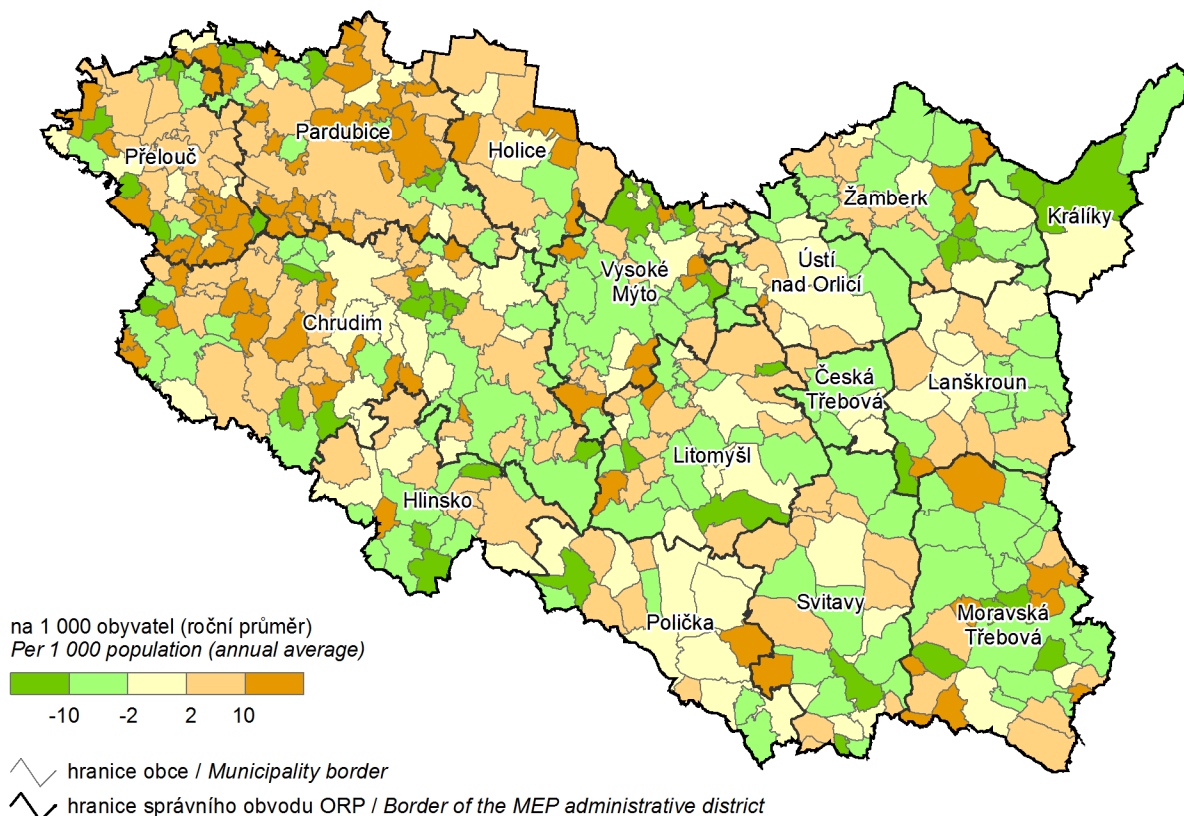 Pardubice
Přelouč
Holice
Žamberk
Králíky
Vysoké
Mýto
Ústí
nad Orlicí
Chrudim
Česká
Třebová
Lanškroun
Litomyšl
Hlinsko
Svitavy
Polička
Moravská
Třebová
na 1 000 obyvatel (roční průměr)
Per 1 000 population (annual average)
-10 -2 2 10
hranice obce / Municipality border
hranice správního obvodu ORP / Border of the MEP administrative district